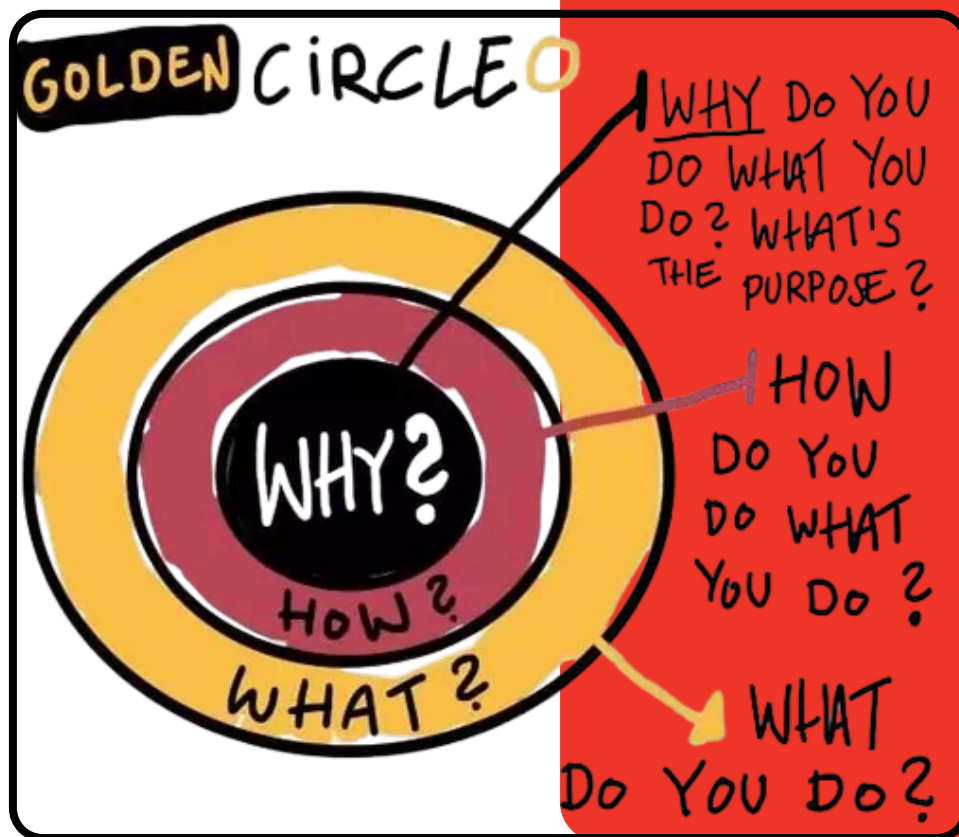 GOLDEN CIRCLE
WHY DO YOU
DO WHAT YOU
DO? WHAT'S
THE PURPOSE?
WHY?
HOW
DO YOU
DO WHAT
YOU DO?
HOW?
WHAT?
WHAT
DO YOU DO?